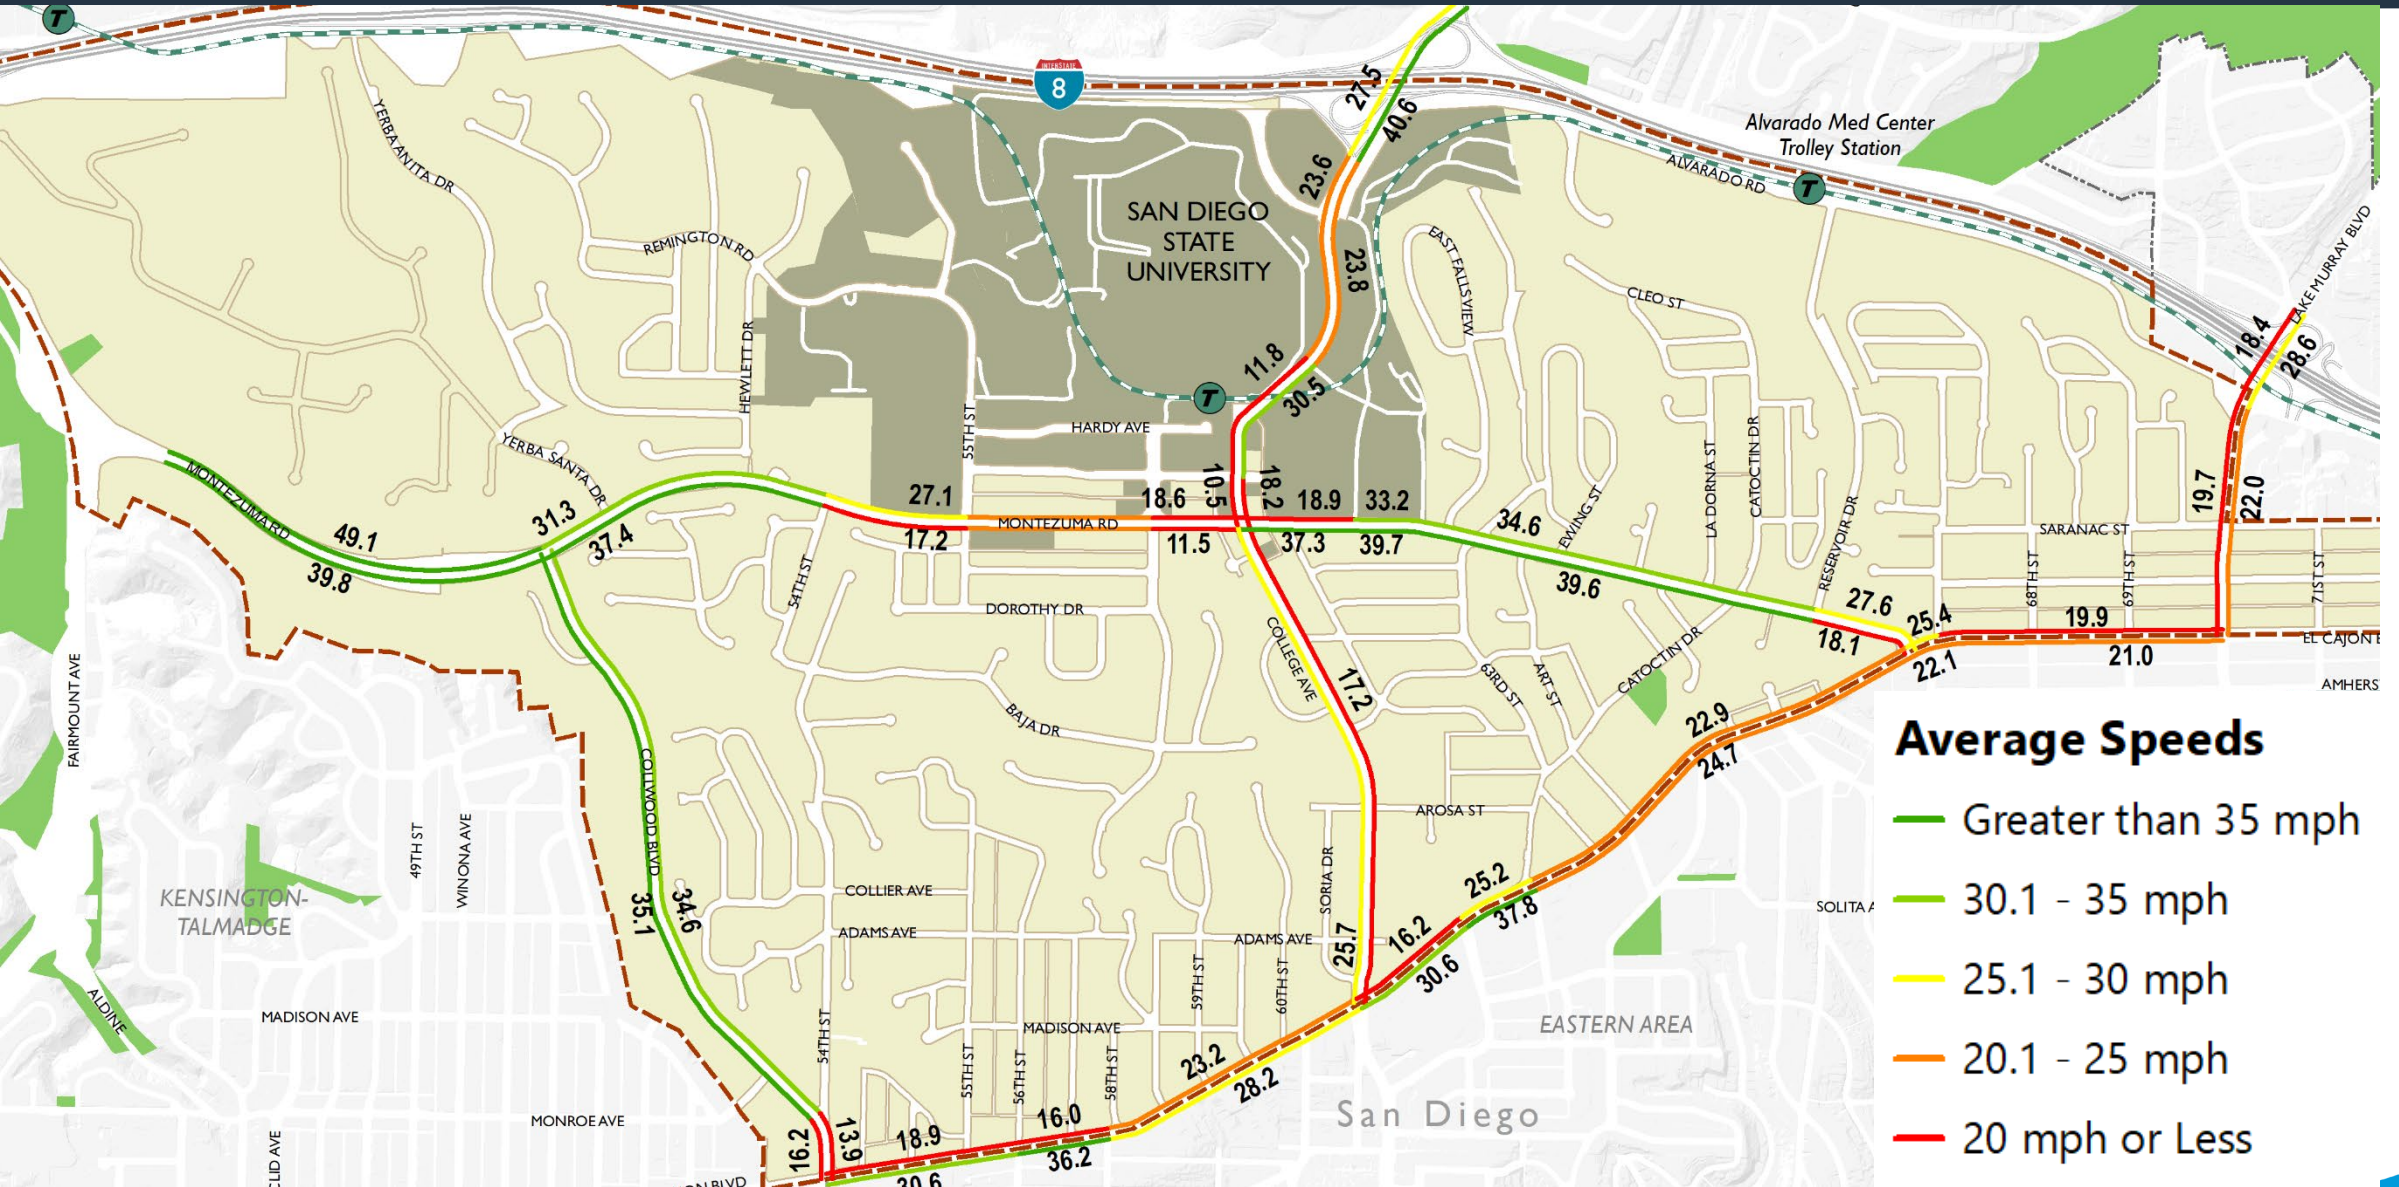 T
INTERSTATE
8
27.5
40.6
Alvarado Med Center
Trolley Station
ALVARADO RD
T
YERBA ANITA DR
23.6
SAN DIEGO
STATE
UNIVERSITY
REMINGTON RD
23.8
EAST FALLS VIEW
CLEO ST
LAKE MURRAY BLVD
18.4
28.6
HEWLETT DR
11.8
30.5
T
55TH ST
HARDY AVE
YERBA SANTA DR
MONTEZUMA RD
49.1
39.8
31.3
37.4
27.1
17.2
MONTEZUMA RD
18.6
11.5
10.5
18.2
18.9
33.2
37.3
39.7
34.6
39.6
EWING ST
LA DORNA ST
CATOCTIN DR
RESERVOIR DR
19.7
22.0
SARANAC ST
68TH ST
69TH ST
71ST ST
27.6
18.1
25.4
22.1
19.9
21.0
EL CAJON B
AMHERS
54TH ST
DOROTHY DR
COLLEGE AVE
17.2
63RD ST
ART ST
CATOCTIN DR
BAJA DR
FAIRMOUNT AVE
COLLWOOD BLVD
22.9
24.7
AROSA ST
49TH ST
WINONA AVE
KENSINGTON-
TALMADGE
35.1
34.6
COLLIER AVE
ADAMS AVE
ADAMS AVE
SORIA DR
25.7
16.2
30.6
25.2
37.8
SOLITA A
59TH ST
60TH ST
ALDINE
MADISON AVE
MADISON AVE
54TH ST
55TH ST
56TH ST
58TH ST
23.2
28.2
EASTERN AREA
San Diego
MONROE AVE
16.2
13.9
18.9
16.0
36.2
30.6
CLID AVE
ON BLVD
Average Speeds
Greater than 35 mph
30.1 - 35 mph
25.1 - 30 mph
20.1 - 25 mph
20 mph or Less